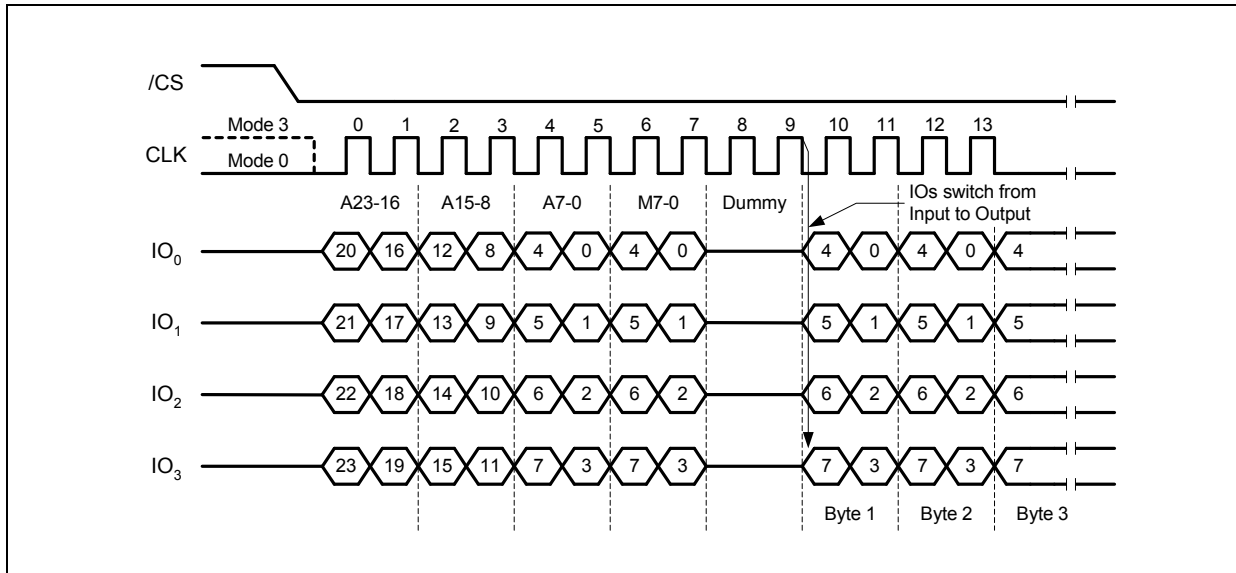 /CS
Mode 3
0 1 2 3 4 5 6 7 8 9 10 11 12 13
CLK
Mode 0
IOs switch from
Input to Output
A23-16 A15-8 A7-0 M7-0 Dummy
IO0 20 16 12 8 4 0 4 0 4 0 4 0 4
IO1 21 17 13 9 5 1 5 1 5 1 5 1 5
IO2 22 18 14 10 6 2 6 2 6 2 6 2 6
IO3 23 19 15 11 7 3 7 3 7 3 7 3 7
Byte 1 Byte 2 Byte 3